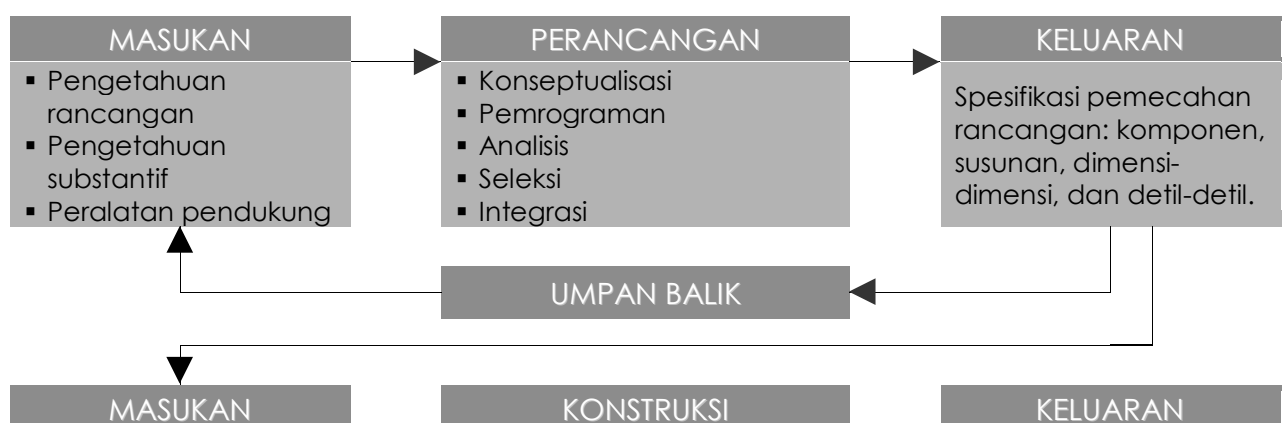 MASUKAN
▪ Pengetahuan
rancangan
▪ Pengetahuan
substantif
▪ Peralatan pendukung
PERANCANGAN
▪ Konseptualisasi
▪ Pemrograman
▪ Analisis
▪ Seleksi
▪ Integrasi
KELUARAN
Spesifikasi pemecahan
rancangan: komponen,
susunan, dimensi-
dimensi, dan detil-detil.
UMPAN BALIK
MASUKAN
KONSTRUKSI
KELUARAN